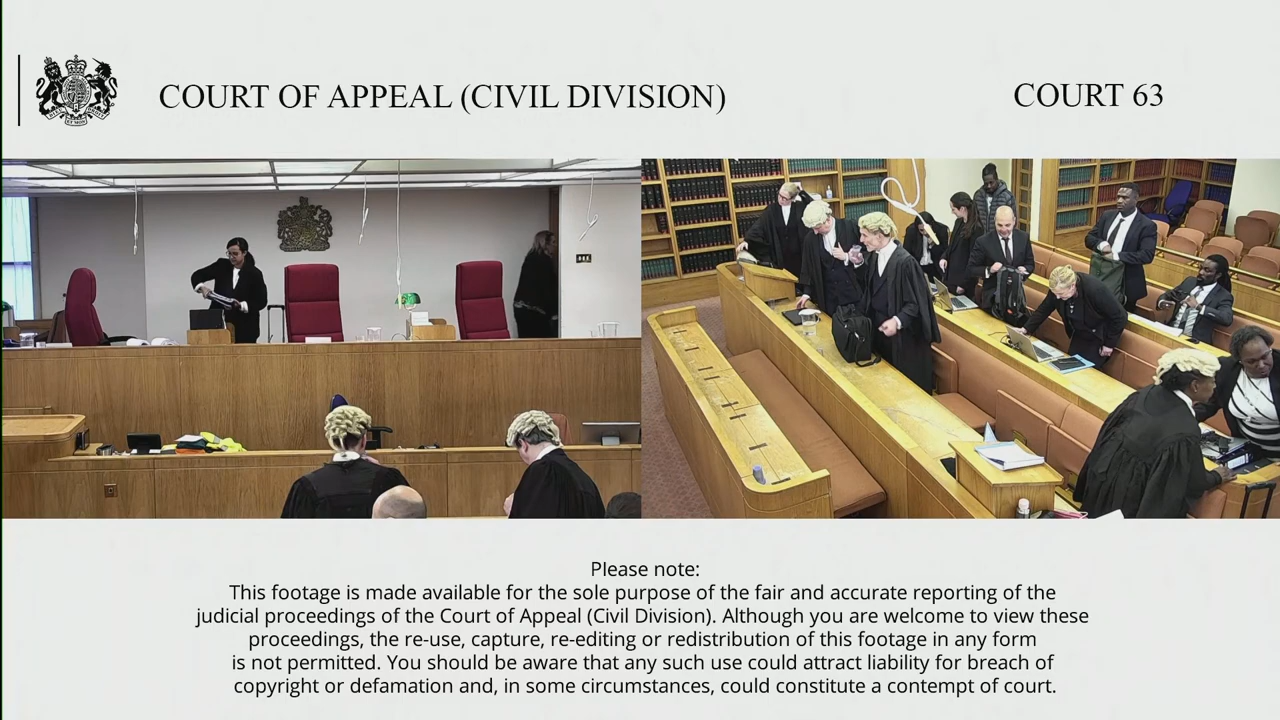 COURT OF APPEAL (CIVIL DIVISION)
COURT 63
Please note:
This footage is made available for the sole purpose of the fair and accurate reporting of the
judicial proceedings of the Court of Appeal (Civil Division). Although you are welcome to view these
proceedings, the re-use, capture, re-editing or redistribution of this footage in any form
is not permitted. You should be aware that any such use could attract liability for breach of
copyright or defamation and, in some circumstances, could constitute a contempt of court.